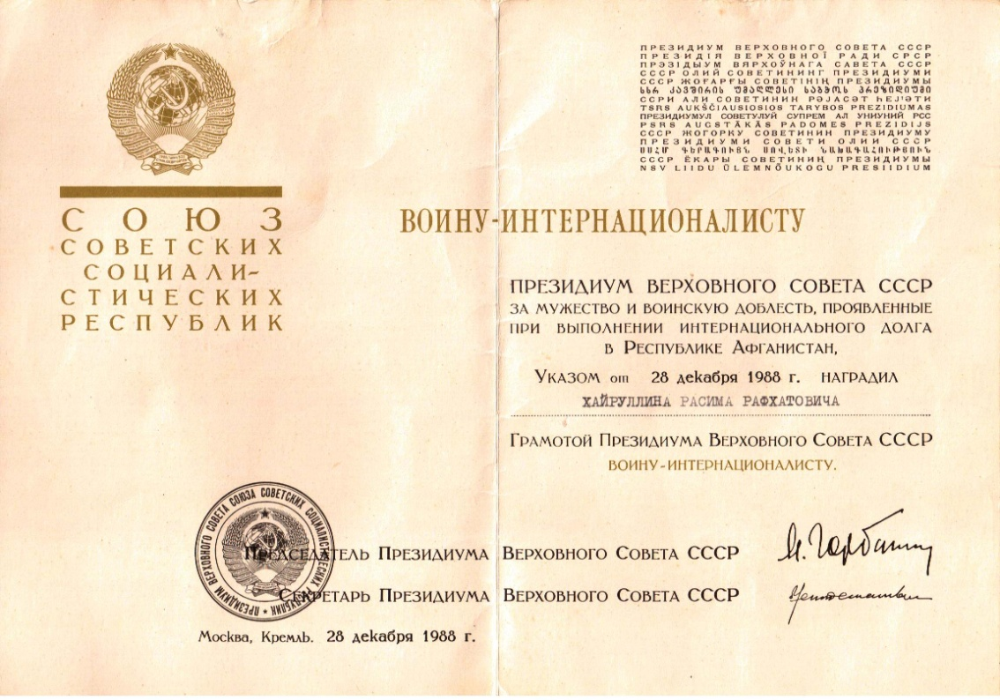 СОЮЗ
СОВЕТСКИХ
СОЦИАЛИ-
СТИЧЕСКИХ
РЕСПУБЛИК
ПРЕЗИДИУМ ВЕРХОВНОГО СОВЕТА СССР
ПРЕЗИДІЯ ВЕРХОВНОЇ РАДИ СРСР
ПРЭЗІДЫУМ ВЯРХОЎНАГА САВЕТА СССР
СССР ОЛИЙ СОВЕТИНИНГ ПРЕЗИДИУМИ
СССР ЖОҒАРҒЫ СОВЕТІНІҢ ПРЕЗИДИУМЫ
სსრ კავშირის უმაღლესი საბჭოს პრეზიდიუმი
ССРИ АЛИ СОВЕТИНИН РӘЈАСӘТ ҺЕЈ'ӘТИ
TSRS AUKŠČIAUSIOSIOS TARYBOS PREZIDIUMAS
ПРЕЗИДИУМУЛ СОВЕТУЛУЙ СУПРЕМ АЛ УНИУНИЙ РСС
PSRS AUGSTĀKĀS PADOMES PREZIDIJS
СССР ЖОГОРКУ СОВЕТИНИН ПРЕЗИДИУМУ
ПРЕЗИДИУМИ СОВЕТИ ОЛИИ СССР
ՍՍՀՄ ԳԵՐԱԳՈՒՅՆ ՍՈՎԵՏԻ ՆԱԽԱԳԱՀՈՒԹՅՈՒՆ
СССР ЁКАРЫ СОВЕТИНИҢ ПРЕЗИДИУМЫ
NSV LIIDU ÜLEMNÕUKOGU PRESIIDIUM
ВОИНУ-ИНТЕРНАЦИОНАЛИСТУ
ПРЕЗИДИУМ ВЕРХОВНОГО СОВЕТА СССР
ЗА МУЖЕСТВО И ВОИНСКУЮ ДОБЛЕСТЬ, ПРОЯВЛЕННЫЕ
ПРИ ВЫПОЛНЕНИИ ИНТЕРНАЦИОНАЛЬНОГО ДОЛГА
В РЕСПУБЛИКЕ АФГАНИСТАН,
УКАЗОМ от 28 декабря 1988 г. НАГРАДИЛ
ХАЙРУЛЛИНА РАСИМА РАФХАТОВИЧА
ГРАМОТОЙ ПРЕЗИДИУМА ВЕРХОВНОГО СОВЕТА СССР
ВОИНУ-ИНТЕРНАЦИОНАЛИСТУ.
ПРЕЗИДИУМ ВЕРХОВНОГО СОВЕТА СОЮЗА СОВЕТСКИХ СОЦИАЛИСТИЧЕСКИХ РЕСПУБЛИК
ПРЕДСЕДАТЕЛЬ ПРЕЗИДИУМА ВЕРХОВНОГО СОВЕТА СССР
СЕКРЕТАРЬ ПРЕЗИДИУМА ВЕРХОВНОГО СОВЕТА СССР
МОСКВА, КРЕМЛЬ. 28 декабря 1988 г.